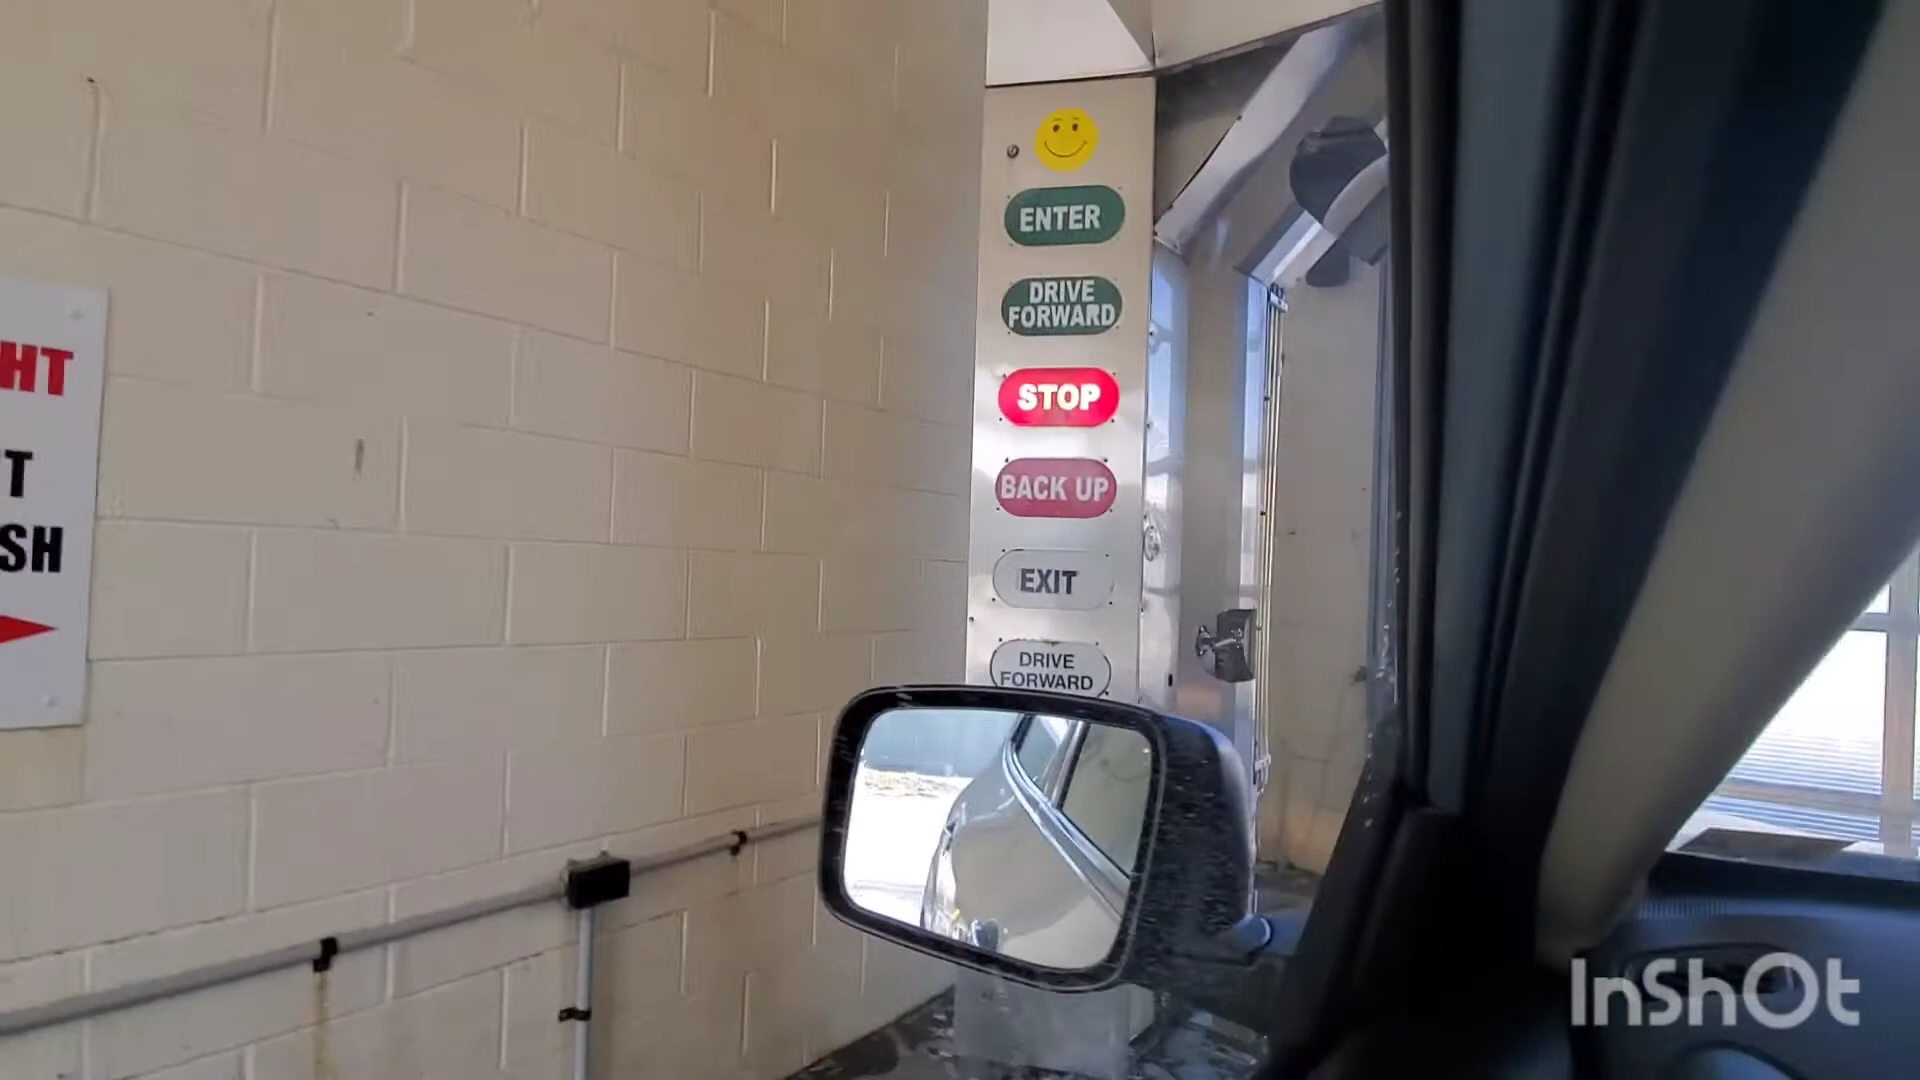 HT
T
SH
ENTER
DRIVE
FORWARD
STOP
BACK UP
EXIT
DRIVE
FORWARD
InShOt